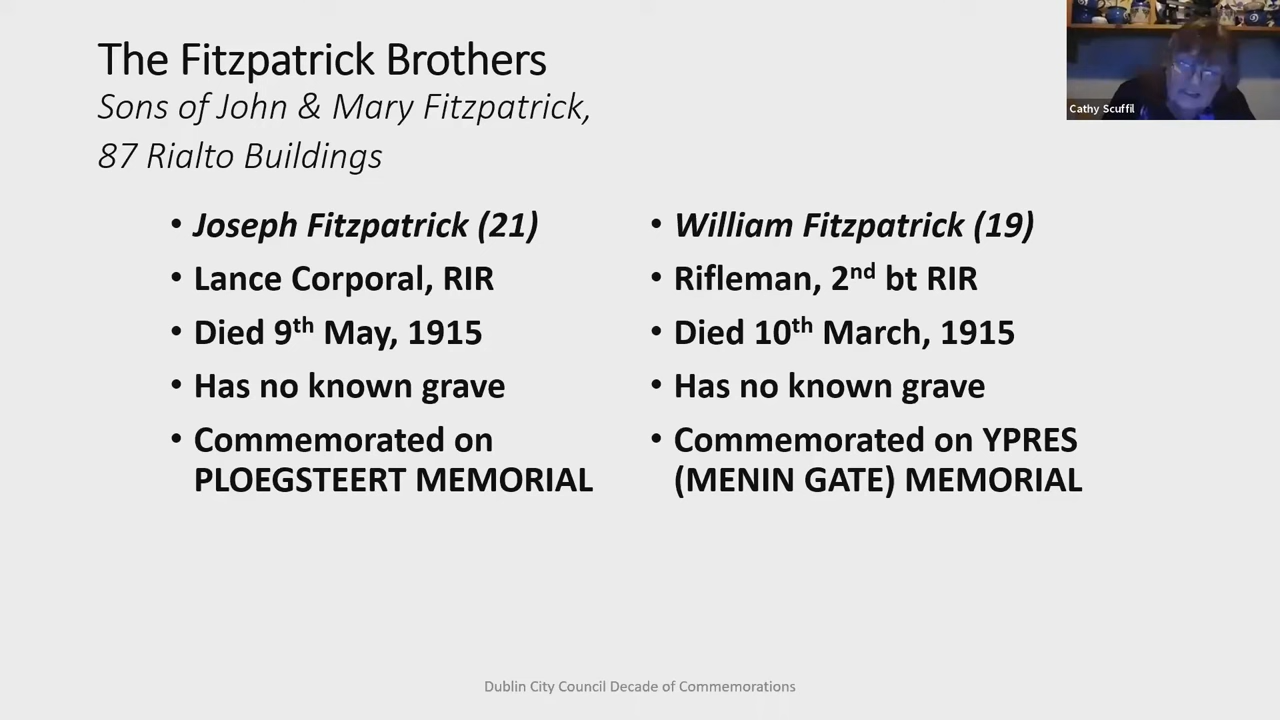 The Fitzpatrick Brothers
Sons of John & Mary Fitzpatrick,
87 Rialto Buildings
• Joseph Fitzpatrick (21)
• Lance Corporal, RIR
• Died 9th May, 1915
• Has no known grave
• Commemorated on
PLOEGSTEERT MEMORIAL
• William Fitzpatrick (19)
• Rifleman, 2nd bt RIR
• Died 10th March, 1915
• Has no known grave
• Commemorated on YPRES
(MENIN GATE) MEMORIAL
Cathy Scuffil
Dublin City Council Decade of Commemorations